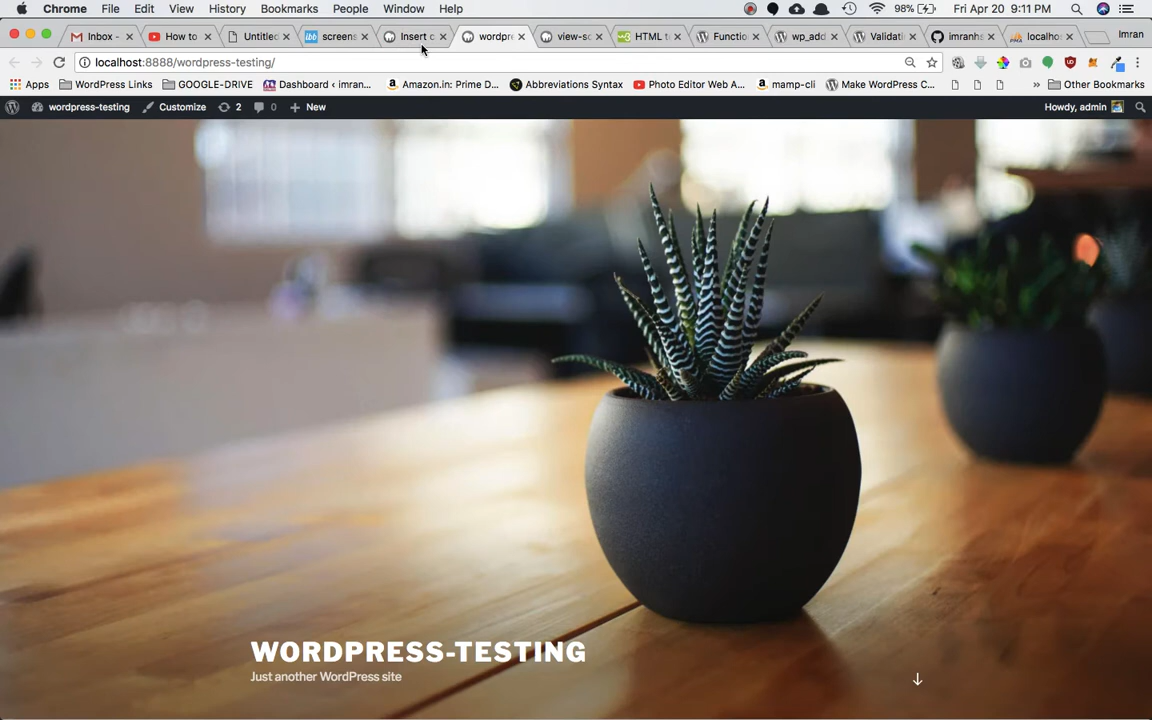 Chrome File Edit View History Bookmarks People Window Help 98% Fri Apr 20 9:11 PM
Inbox - How to Untitled screens Insert c wordpre view-so HTML t Functio wp_add Validati imranhs localho Imran
localhost:8888/wordpress-testing/
Apps WordPress Links GOOGLE-DRIVE Dashboard ‹ imran... Amazon.in: Prime D... Abbreviations Syntax Photo Editor Web A... mamp-cli Make WordPress C... » Other Bookmarks
wordpress-testing Customize 2 0 New Howdy, admin
WORDPRESS-TESTING
Just another WordPress site